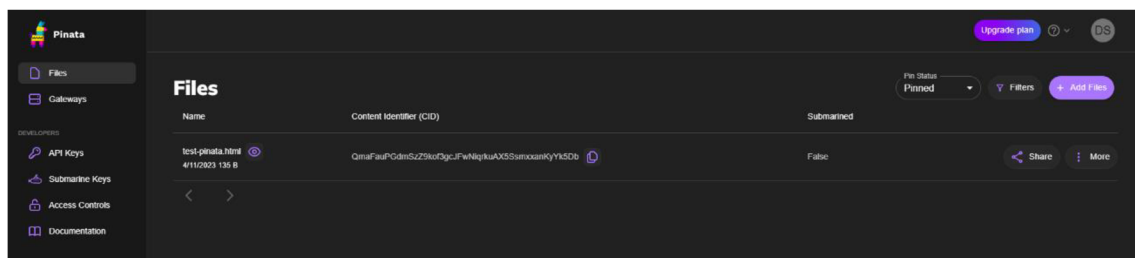 Pinata
Upgrade plan
DS
Files
Gateways
DEVELOPERS
API Keys
Submarine Keys
Access Controls
Documentation
Files
Pin Status
Pinned
Filters
+ Add Files
Name
Content Identifier (CID)
Submarined
test-pinata.html
4/11/2023 135 B
False
Share
More